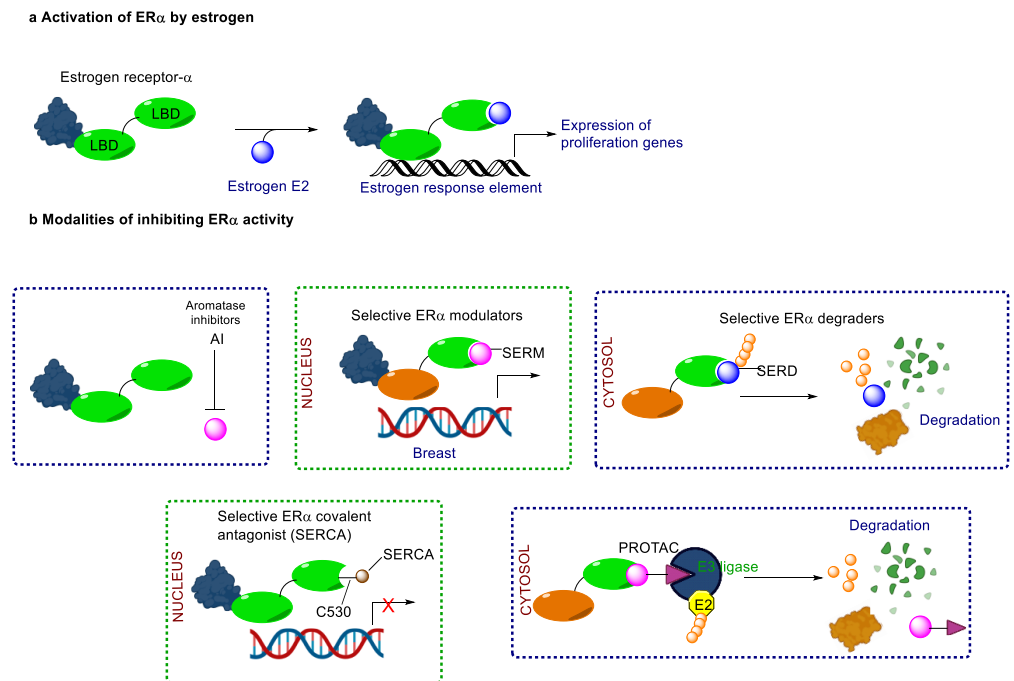 a Activation of ERα by estrogen
Estrogen receptor-α
LBD
LBD
Estrogen E2
Expression of
proliferation genes
Estrogen response element
b Modalities of inhibiting ERα activity
Aromatase
inhibitors
AI
NUCLEUS
Selective ERα modulators
SERM
Breast
CYTOSOL
Selective ERα degraders
SERD
Degradation
NUCLEUS
Selective ERα covalent
antagonist (SERCA)
SERCA
C530
X
CYTOSOL
PROTAC
E3 ligase
E2
Degradation